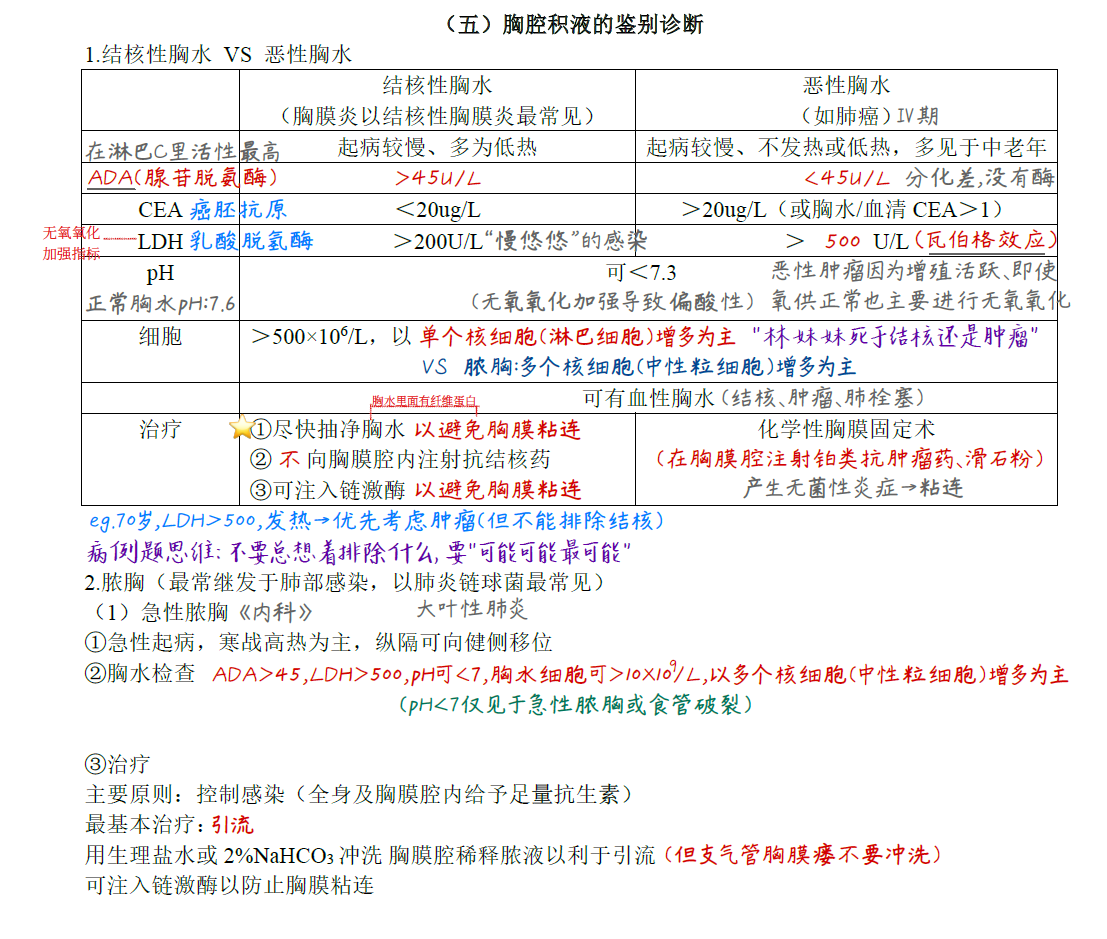 （五）胸腔积液的鉴别诊断
1.结核性胸水 VS 恶性胸水
结核性胸水 恶性胸水
（胸膜炎以结核性胸膜炎最常见） （如肺癌）Ⅳ期
在淋巴C里活性最高 起病较慢、多为低热 起病较慢、不发热或低热，多见于中老年
ADA(腺苷脱氨酶) >45U/L <45U/L 分化差,没有酶
CEA 癌胚抗原 ＜20ug/L ＞20ug/L（或胸水/血清 CEA＞1）
无氧氧化
加强指标
LDH 乳酸脱氢酶 ＞200U/L "慢悠悠"的感染 ＞ 500 U/L (瓦伯格效应)
pH 可＜7.3 恶性肿瘤因为增殖活跃、即使
正常胸水pH:7.6 (无氧氧化加强导致偏酸性) 氧供正常也主要进行无氧氧化
细胞 ＞500×10⁶/L，以 单个核细胞(淋巴细胞)增多为主 "林妹妹死于结核还是肿瘤"
VS 脓胸:多个核细胞(中性粒细胞)增多为主
可有血性胸水(结核、肿瘤、肺栓塞)
胸水里面有纤维蛋白
治疗 ①尽快抽净胸水 以避免胸膜粘连 化学性胸膜固定术
② 不 向胸膜腔内注射抗结核药 (在胸膜腔注射铂类抗肿瘤药、滑石粉)
③可注入链激酶 以避免胸膜粘连 产生无菌性炎症→粘连
eg.70岁,LDH>500,发热→优先考虑肿瘤(但不能排除结核)
病例题思维:不要总想着排除什么,要"可能可能最可能"
2.脓胸（最常继发于肺部感染，以肺炎链球菌最常见）
（1）急性脓胸《内科》 大叶性肺炎
①急性起病，寒战高热为主，纵隔可向健侧移位
②胸水检查 ADA>45,LDH>500,pH可<7,胸水细胞可>10×10⁹/L,以多个核细胞(中性粒细胞)增多为主
(pH<7仅见于急性脓胸或食管破裂)
③治疗
主要原则：控制感染（全身及胸膜腔内给予足量抗生素）
最基本治疗：引流
用生理盐水或 2%NaHCO₃ 冲洗 胸膜腔稀释脓液以利于引流 (但支气管胸膜瘘不要冲洗)
可注入链激酶以防止胸膜粘连